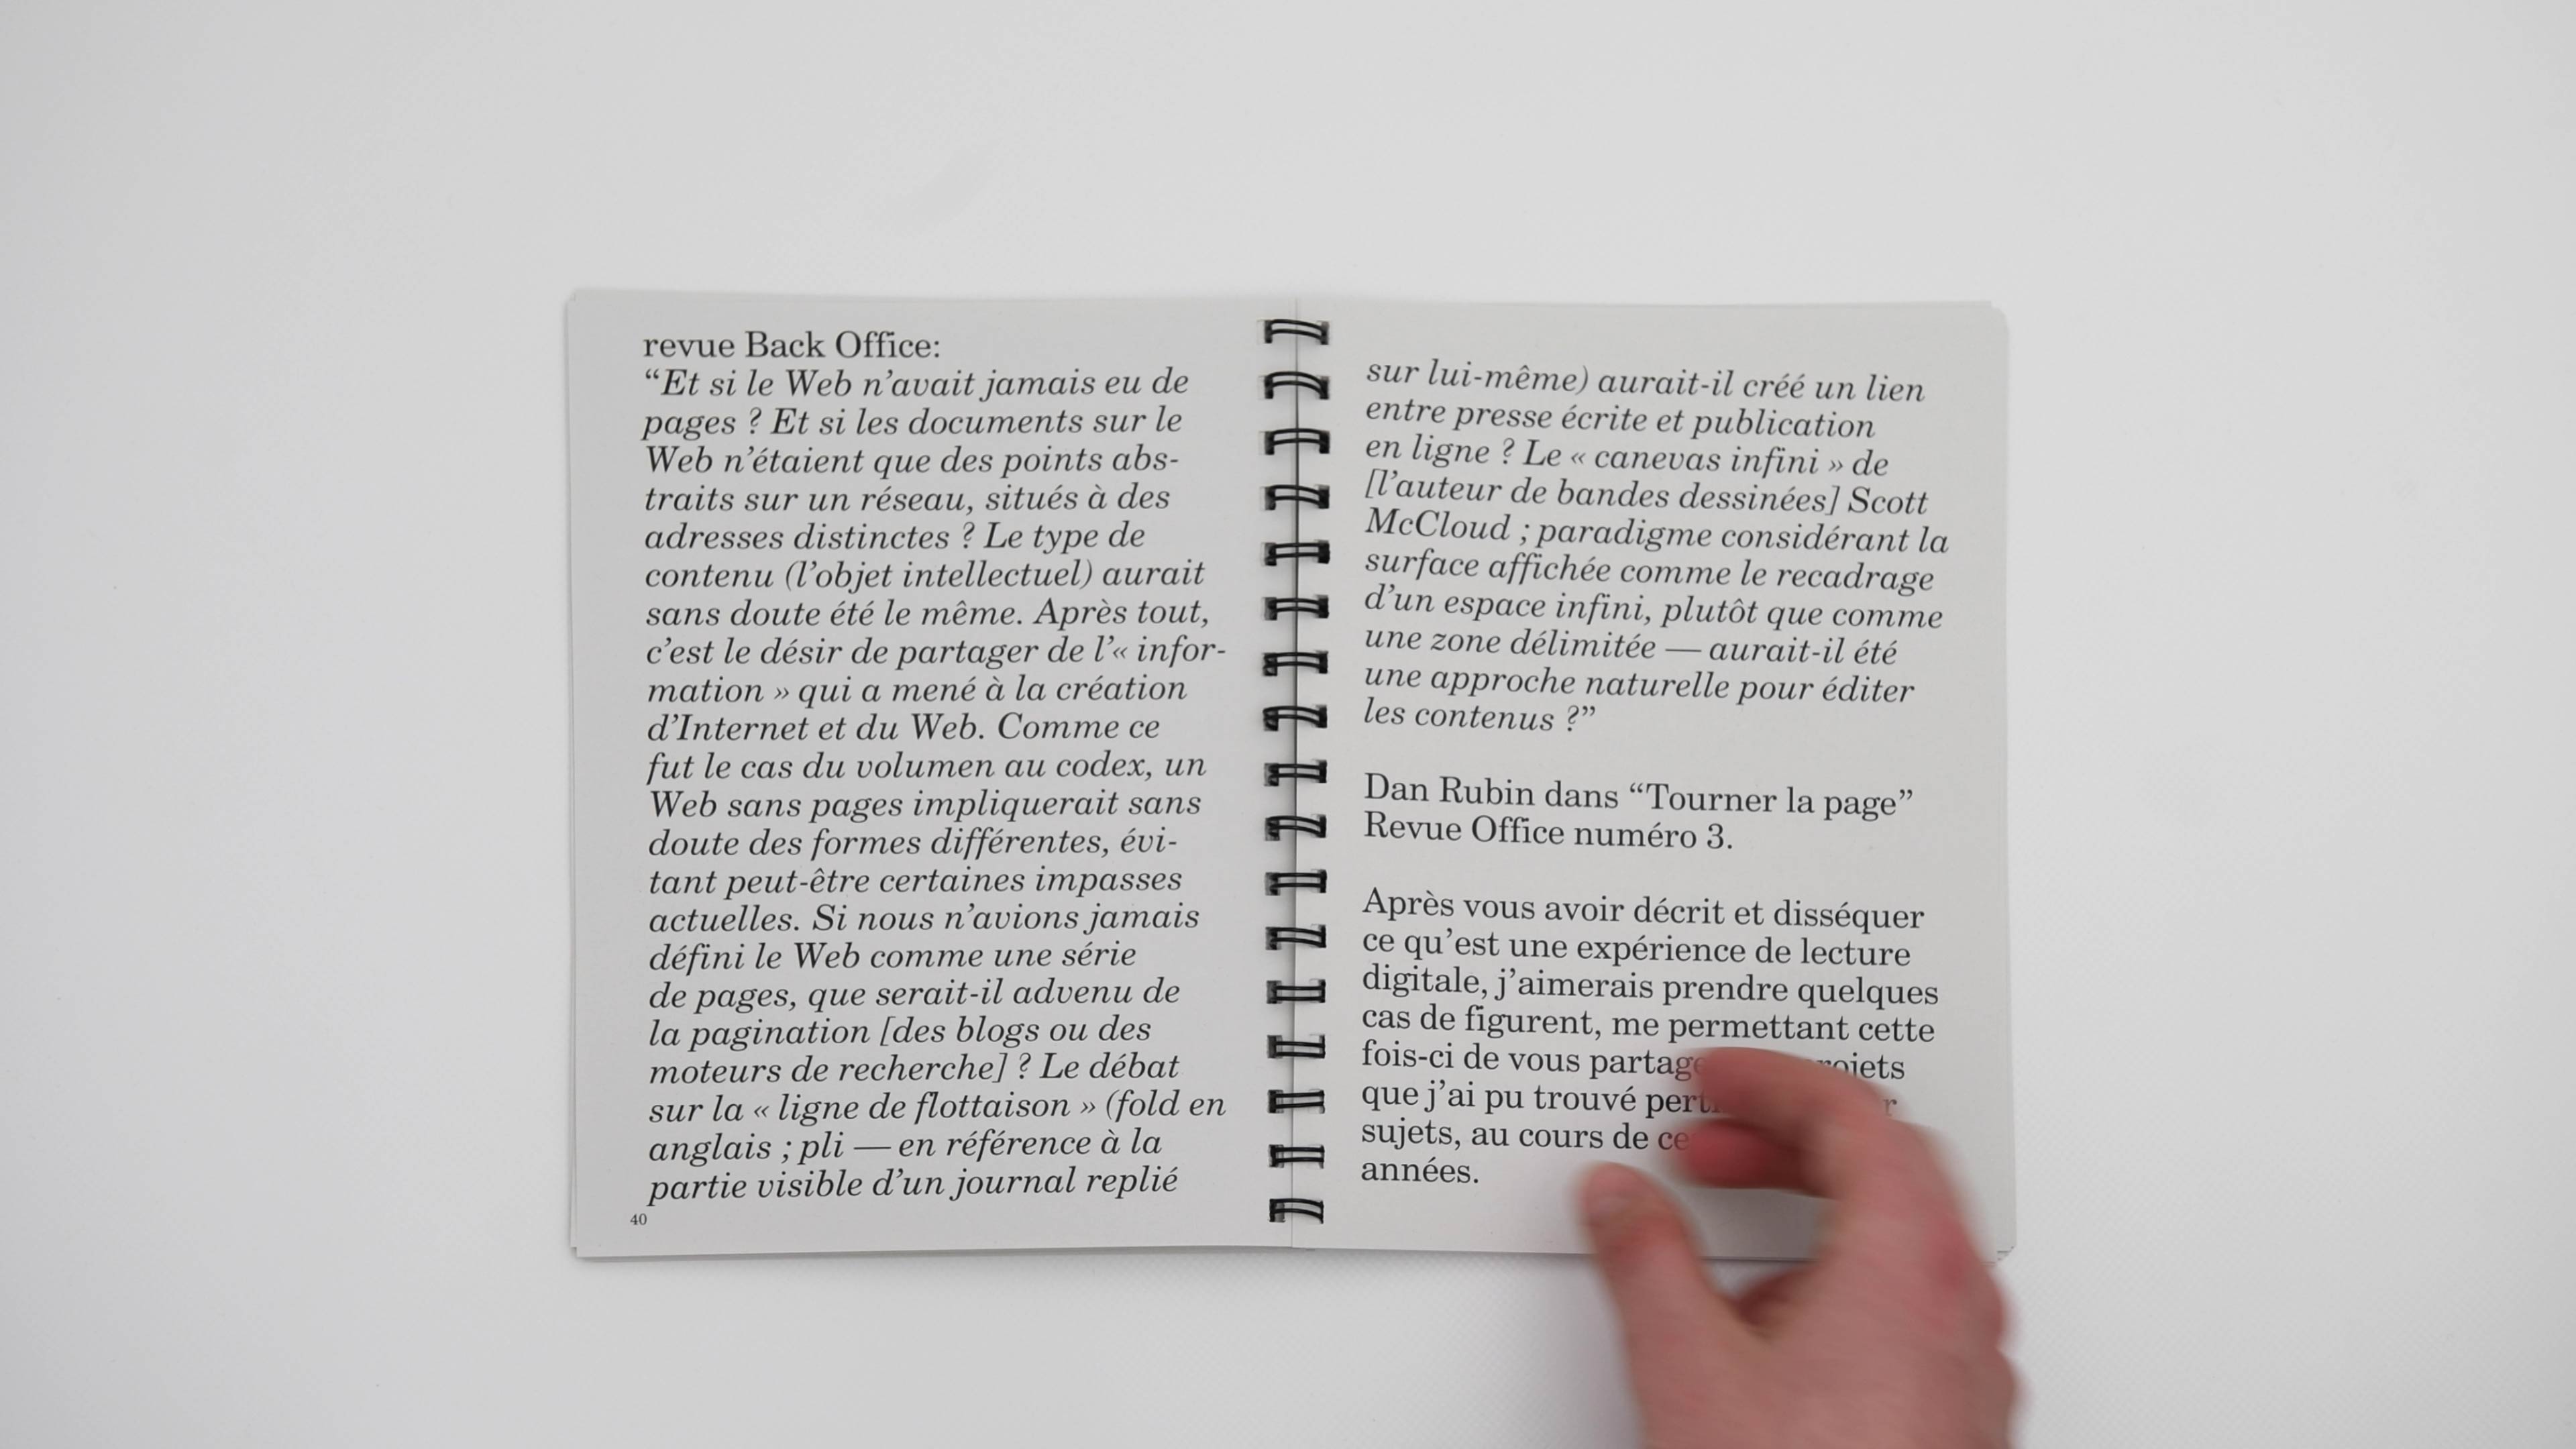 revue Back Office:
“Et si le Web n’avait jamais eu de
pages ? Et si les documents sur le
Web n’étaient que des points abs-
traits sur un réseau, situés à des
adresses distinctes ? Le type de
contenu (l’objet intellectuel) aurait
sans doute été le même. Après tout,
c’est le désir de partager de l’« infor-
mation » qui a mené à la création
d’Internet et du Web. Comme ce
fut le cas du volumen au codex, un
Web sans pages impliquerait sans
doute des formes différentes, évi-
tant peut-être certaines impasses
actuelles. Si nous n’avions jamais
défini le Web comme une série
de pages, que serait-il advenu de
la pagination [des blogs ou des
moteurs de recherche] ? Le débat
sur la « ligne de flottaison » (fold en
anglais ; pli — en référence à la
partie visible d’un journal replié
40
sur lui-même) aurait-il créé un lien
entre presse écrite et publication
en ligne ? Le « canevas infini » de
[l’auteur de bandes dessinées] Scott
McCloud ; paradigme considérant la
surface affichée comme le recadrage
d’un espace infini, plutôt que comme
une zone délimitée — aurait-il été
une approche naturelle pour éditer
les contenus ?”
Dan Rubin dans “Tourner la page”
Revue Office numéro 3.
Après vous avoir décrit et disséquer
ce qu’est une expérience de lecture
digitale, j’aimerais prendre quelques
cas de figurent, me permettant cette
fois-ci de vous
que j’ai pu trouvé
sujets, au cours de
années.